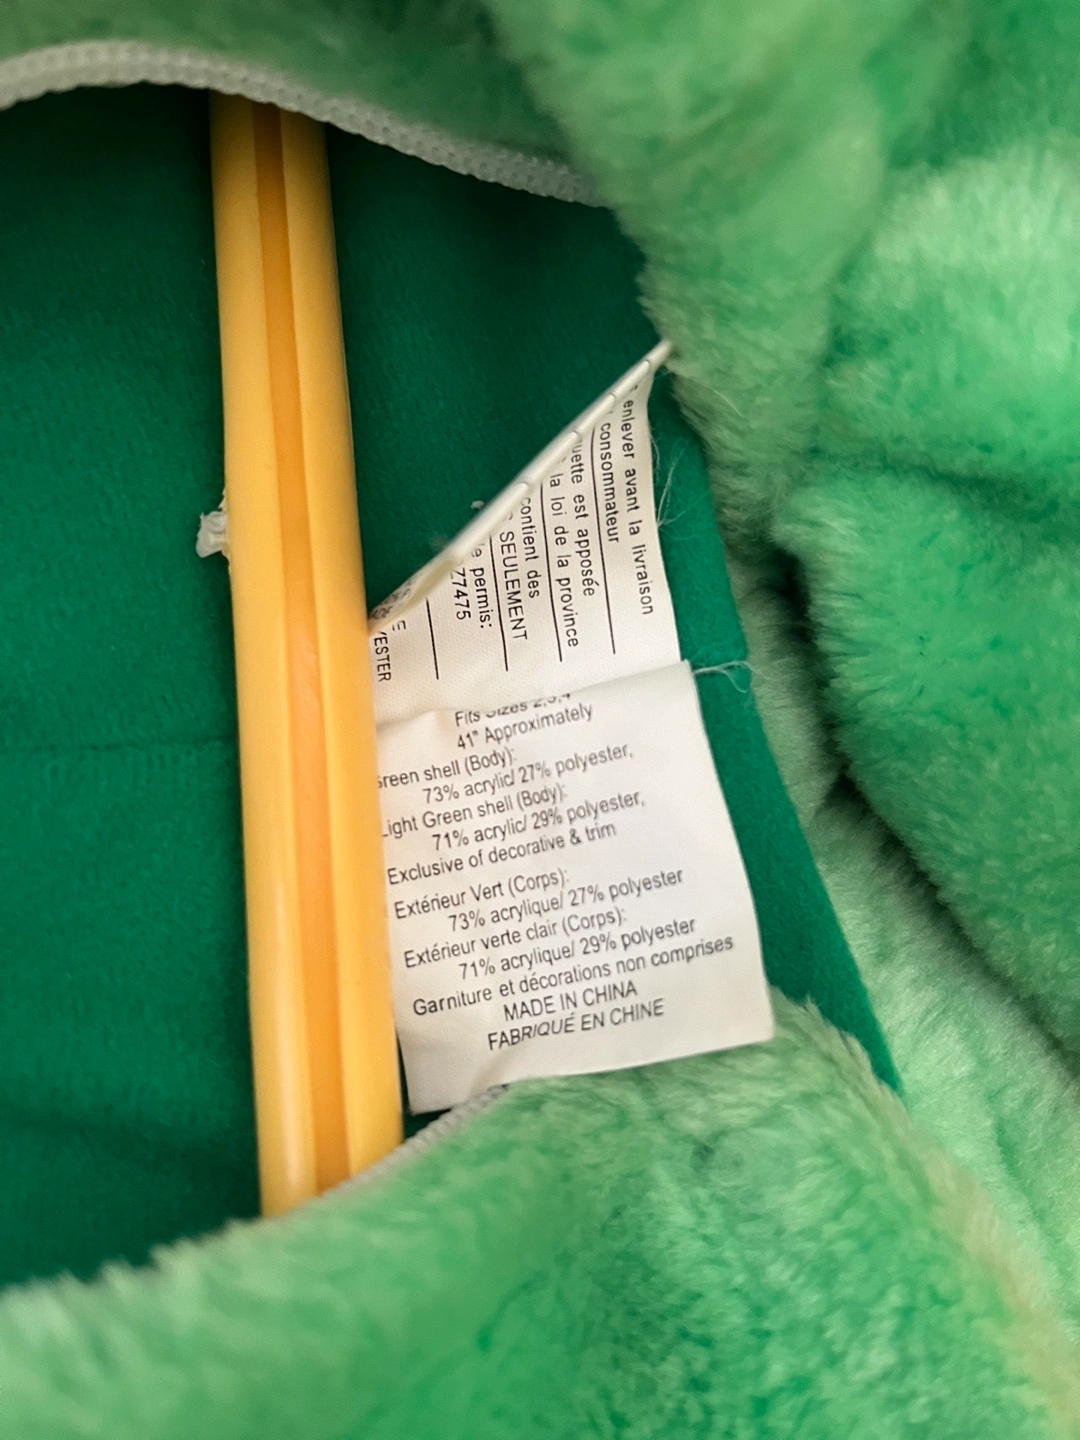 enlever avant la livraison
consommateur
est apposée
la loi de la province
contient des
SEULEMENT
permis:
77475
Fits Sizes 2,3,4
41" Approximately
Green shell (Body):
73% acrylic/ 27% polyester,
Light Green shell (Body):
71% acrylic/ 29% polyester,
Exclusive of decorative & trim
Extérieur Vert (Corps):
73% acrylique/ 27% polyester
Extérieur verte clair (Corps):
71% acrylique/ 29% polyester
Garniture et décorations non comprises
MADE IN CHINA
FABRIQUÉ EN CHINE